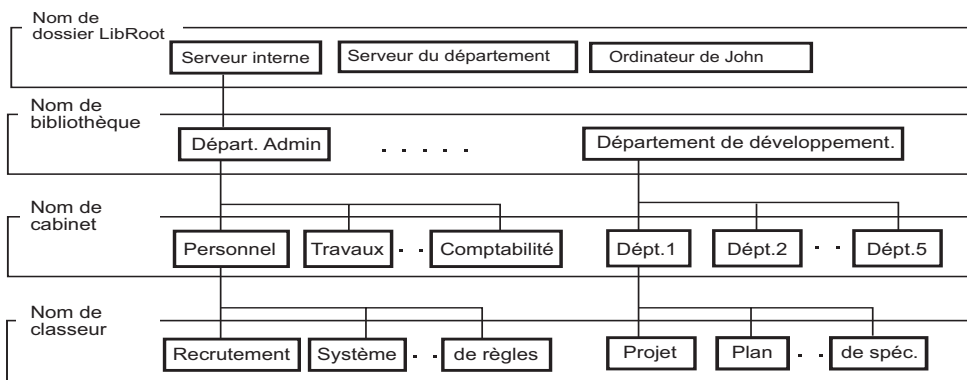 Nom de
dossier LibRoot
Serveur interne
Serveur du département
Ordinateur de John
Nom de
bibliothèque
Départ. Admin
. . . . .
Département de développement.
Nom de
cabinet
Personnel
Travaux
. .
Comptabilité
Dépt.1
Dépt.2
. .
Dépt.5
Nom de
classeur
Recrutement
Système
. .
de règles
Projet
Plan
. .
de spéc.